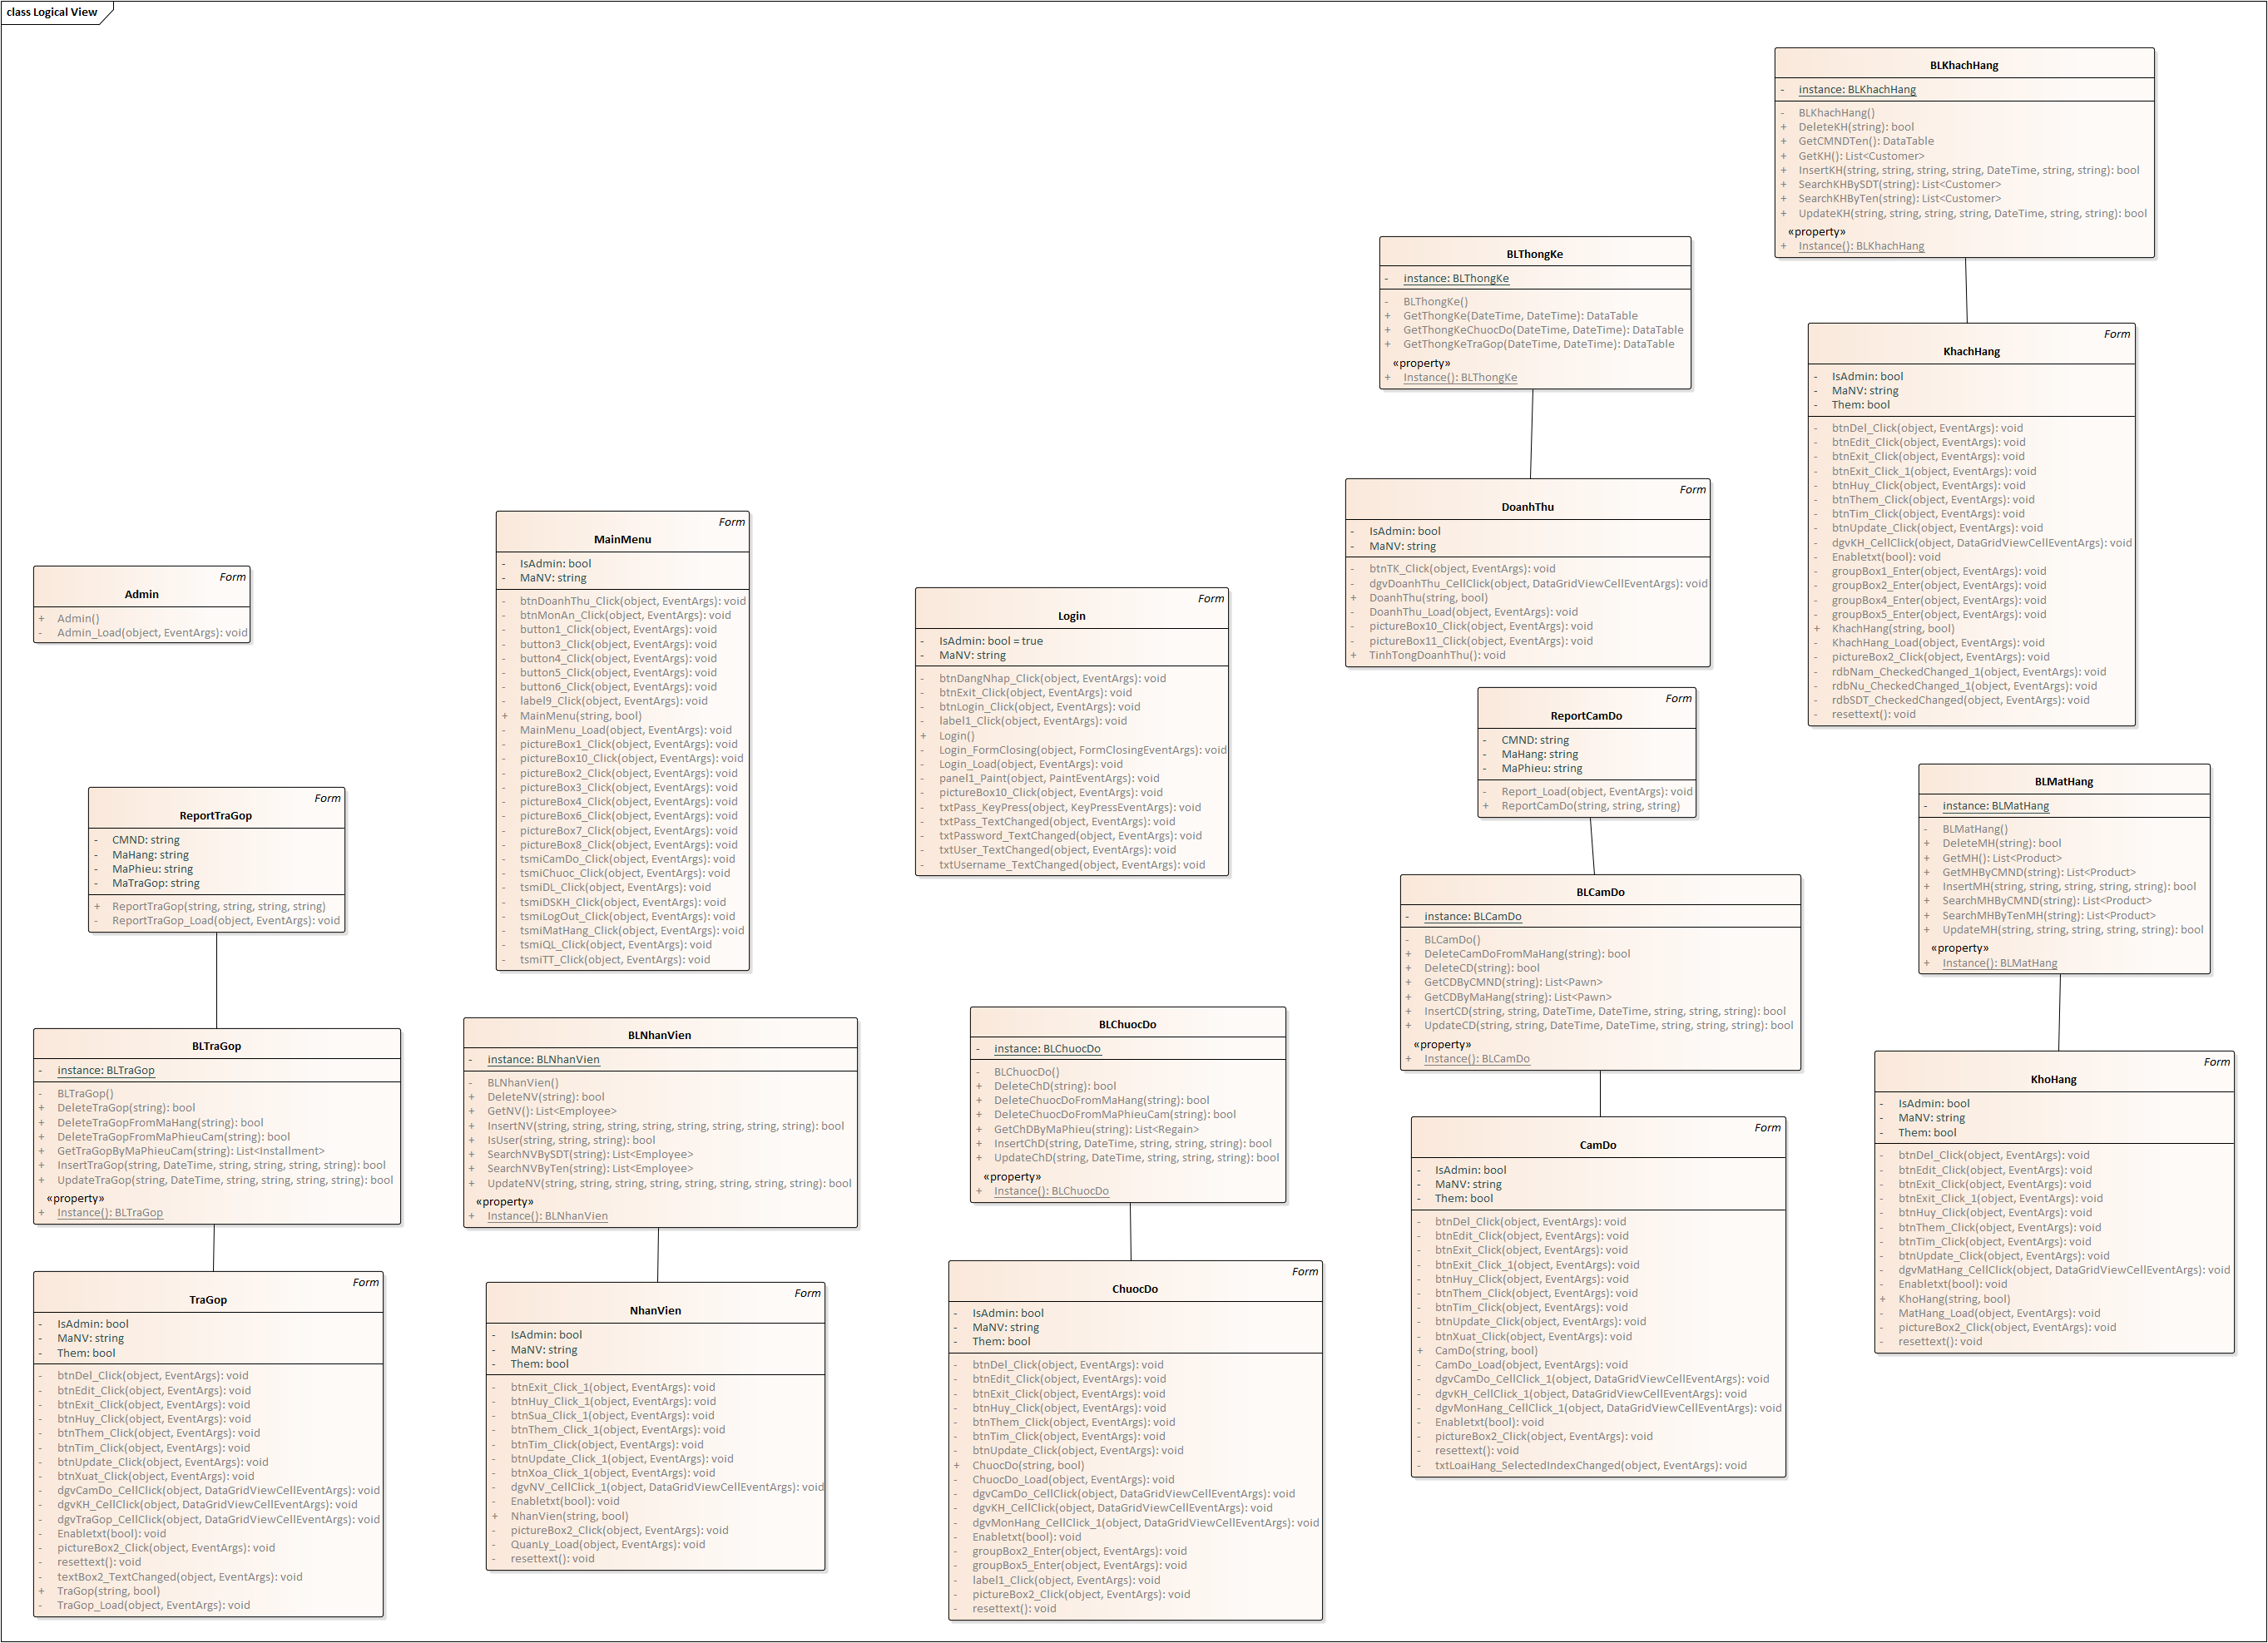 class Logical View
BLKhachHang
- instance: BLKhachHang
- BLKhachHang()
+ DeleteKH(string): bool
+ GetCMNDTen(): DataTable
+ GetKH(): List<Customer>
+ InsertKH(string, string, string, string, DateTime, string, string): bool
+ SearchKHBySDT(string): List<Customer>
+ SearchKHByTen(string): List<Customer>
+ UpdateKH(string, string, string, string, DateTime, string, string): bool
«property»
+ Instance(): BLKhachHang
BLThongKe
- instance: BLThongKe
- BLThongKe()
+ GetThongKe(DateTime, DateTime): DataTable
+ GetThongKeChuocDo(DateTime, DateTime): DataTable
+ GetThongKeTraGop(DateTime, DateTime): DataTable
«property»
+ Instance(): BLThongKe
Form
KhachHang
- IsAdmin: bool
- MaNV: string
- Them: bool
- btnDel_Click(object, EventArgs): void
- btnEdit_Click(object, EventArgs): void
- btnExit_Click(object, EventArgs): void
- btnExit_Click_1(object, EventArgs): void
- btnHuy_Click(object, EventArgs): void
- btnThem_Click(object, EventArgs): void
- btnTim_Click(object, EventArgs): void
- btnUpdate_Click(object, EventArgs): void
- dgvKH_CellClick(object, DataGridViewCellEventArgs): void
- Enabletxt(bool): void
- groupBox1_Enter(object, EventArgs): void
- groupBox2_Enter(object, EventArgs): void
- groupBox4_Enter(object, EventArgs): void
- groupBox5_Enter(object, EventArgs): void
+ KhachHang(string, bool)
- KhachHang_Load(object, EventArgs): void
- pictureBox2_Click(object, EventArgs): void
- rdbNam_CheckedChanged_1(object, EventArgs): void
- rdbNu_CheckedChanged_1(object, EventArgs): void
- rdbSDT_CheckedChanged(object, EventArgs): void
- resettext(): void
Form
DoanhThu
- IsAdmin: bool
- MaNV: string
- btnTK_Click(object, EventArgs): void
- dgvDoanhThu_CellClick(object, DataGridViewCellEventArgs): void
+ DoanhThu(string, bool)
- DoanhThu_Load(object, EventArgs): void
- pictureBox10_Click(object, EventArgs): void
- pictureBox11_Click(object, EventArgs): void
+ TinhTongDoanhThu(): void
Form
MainMenu
- IsAdmin: bool
- MaNV: string
- btnDoanhThu_Click(object, EventArgs): void
- btnMonAn_Click(object, EventArgs): void
- button1_Click(object, EventArgs): void
- button3_Click(object, EventArgs): void
- button4_Click(object, EventArgs): void
- button5_Click(object, EventArgs): void
- button6_Click(object, EventArgs): void
- label9_Click(object, EventArgs): void
+ MainMenu(string, bool)
- MainMenu_Load(object, EventArgs): void
- pictureBox1_Click(object, EventArgs): void
- pictureBox10_Click(object, EventArgs): void
- pictureBox2_Click(object, EventArgs): void
- pictureBox3_Click(object, EventArgs): void
- pictureBox4_Click(object, EventArgs): void
- pictureBox6_Click(object, EventArgs): void
- pictureBox7_Click(object, EventArgs): void
- pictureBox8_Click(object, EventArgs): void
- tsmiCamDo_Click(object, EventArgs): void
- tsmiChuoc_Click(object, EventArgs): void
- tsmiDL_Click(object, EventArgs): void
- tsmiDSKH_Click(object, EventArgs): void
- tsmiLogOut_Click(object, EventArgs): void
- tsmiMatHang_Click(object, EventArgs): void
- tsmiQL_Click(object, EventArgs): void
- tsmiTT_Click(object, EventArgs): void
Form
Admin
+ Admin()
- Admin_Load(object, EventArgs): void
Form
Login
- IsAdmin: bool = true
- MaNV: string
- btnDangNhap_Click(object, EventArgs): void
- btnExit_Click(object, EventArgs): void
- btnLogin_Click(object, EventArgs): void
- label1_Click(object, EventArgs): void
+ Login()
- Login_FormClosing(object, FormClosingEventArgs): void
- Login_Load(object, EventArgs): void
- panel1_Paint(object, PaintEventArgs): void
- pictureBox10_Click(object, EventArgs): void
- txtPass_KeyPress(object, KeyPressEventArgs): void
- txtPass_TextChanged(object, EventArgs): void
- txtPassword_TextChanged(object, EventArgs): void
- txtUser_TextChanged(object, EventArgs): void
- txtUsername_TextChanged(object, EventArgs): void
Form
ReportCamDo
- CMND: string
- MaHang: string
- MaPhieu: string
- Report_Load(object, EventArgs): void
+ ReportCamDo(string, string, string)
Form
ReportTraGop
- CMND: string
- MaHang: string
- MaPhieu: string
- MaTraGop: string
+ ReportTraGop(string, string, string, string)
- ReportTraGop_Load(object, EventArgs): void
BLMatHang
- instance: BLMatHang
- BLMatHang()
+ DeleteMH(string): bool
+ GetMH(): List<Product>
+ GetMHByCMND(string): List<Product>
+ InsertMH(string, string, string, string, string): bool
+ SearchMHByCMND(string): List<Product>
+ SearchMHByTenMH(string): List<Product>
+ UpdateMH(string, string, string, string, string): bool
«property»
+ Instance(): BLMatHang
BLCamDo
- instance: BLCamDo
- BLCamDo()
+ DeleteCamDoFromMaHang(string): bool
+ DeleteCD(string): bool
+ GetCDByCMND(string): List<Pawn>
+ GetCDByMaHang(string): List<Pawn>
+ InsertCD(string, string, DateTime, DateTime, string, string, string): bool
+ UpdateCD(string, string, DateTime, DateTime, string, string, string): bool
«property»
+ Instance(): BLCamDo
BLTraGop
- instance: BLTraGop
- BLTraGop()
+ DeleteTraGop(string): bool
+ DeleteTraGopFromMaHang(string): bool
+ DeleteTraGopFromMaPhieuCam(string): bool
+ GetTraGopByMaPhieuCam(string): List<Installment>
+ InsertTraGop(string, DateTime, string, string, string, string): bool
+ UpdateTraGop(string, DateTime, string, string, string, string): bool
«property»
+ Instance(): BLTraGop
BLNhanVien
- instance: BLNhanVien
- BLNhanVien()
+ DeleteNV(string): bool
+ GetNV(): List<Employee>
+ InsertNV(string, string, string, string, string, string, string, string): bool
+ IsUser(string, string, string): bool
+ SearchNVBySDT(string): List<Employee>
+ SearchNVByTen(string): List<Employee>
+ UpdateNV(string, string, string, string, string, string, string, string): bool
«property»
+ Instance(): BLNhanVien
BLChuocDo
- instance: BLChuocDo
- BLChuocDo()
+ DeleteChD(string): bool
+ DeleteChuocDoFromMaHang(string): bool
+ DeleteChuocDoFromMaPhieuCam(string): bool
+ GetChDByMaPhieu(string): List<Regain>
+ InsertChD(string, DateTime, string, string, string): bool
+ UpdateChD(string, DateTime, string, string, string): bool
«property»
+ Instance(): BLChuocDo
Form
KhoHang
- IsAdmin: bool
- MaNV: string
- Them: bool
- btnDel_Click(object, EventArgs): void
- btnEdit_Click(object, EventArgs): void
- btnExit_Click(object, EventArgs): void
- btnExit_Click_1(object, EventArgs): void
- btnHuy_Click(object, EventArgs): void
- btnThem_Click(object, EventArgs): void
- btnTim_Click(object, EventArgs): void
- btnUpdate_Click(object, EventArgs): void
- dgvMatHang_CellClick(object, DataGridViewCellEventArgs): void
- Enabletxt(bool): void
+ KhoHang(string, bool)
- MatHang_Load(object, EventArgs): void
- pictureBox2_Click(object, EventArgs): void
- resettext(): void
Form
CamDo
- IsAdmin: bool
- MaNV: string
- Them: bool
- btnDel_Click(object, EventArgs): void
- btnEdit_Click(object, EventArgs): void
- btnExit_Click(object, EventArgs): void
- btnExit_Click_1(object, EventArgs): void
- btnHuy_Click(object, EventArgs): void
- btnThem_Click(object, EventArgs): void
- btnTim_Click(object, EventArgs): void
- btnUpdate_Click(object, EventArgs): void
- btnXuat_Click(object, EventArgs): void
+ CamDo(string, bool)
- CamDo_Load(object, EventArgs): void
- dgvCamDo_CellClick_1(object, DataGridViewCellEventArgs): void
- dgvKH_CellClick_1(object, DataGridViewCellEventArgs): void
- dgvMonHang_CellClick_1(object, DataGridViewCellEventArgs): void
- Enabletxt(bool): void
- pictureBox2_Click(object, EventArgs): void
- resettext(): void
- txtLoaiHang_SelectedIndexChanged(object, EventArgs): void
Form
TraGop
- IsAdmin: bool
- MaNV: string
- Them: bool
- btnDel_Click(object, EventArgs): void
- btnEdit_Click(object, EventArgs): void
- btnExit_Click(object, EventArgs): void
- btnHuy_Click(object, EventArgs): void
- btnThem_Click(object, EventArgs): void
- btnTim_Click(object, EventArgs): void
- btnUpdate_Click(object, EventArgs): void
- btnXuat_Click(object, EventArgs): void
- dgvCamDo_CellClick(object, DataGridViewCellEventArgs): void
- dgvKH_CellClick(object, DataGridViewCellEventArgs): void
- dgvTraGop_CellClick(object, DataGridViewCellEventArgs): void
- Enabletxt(bool): void
- pictureBox2_Click(object, EventArgs): void
- resettext(): void
- textBox2_TextChanged(object, EventArgs): void
+ TraGop(string, bool)
- TraGop_Load(object, EventArgs): void
Form
NhanVien
- IsAdmin: bool
- MaNV: string
- Them: bool
- btnExit_Click_1(object, EventArgs): void
- btnHuy_Click_1(object, EventArgs): void
- btnSua_Click_1(object, EventArgs): void
- btnThem_Click_1(object, EventArgs): void
- btnTim_Click(object, EventArgs): void
- btnUpdate_Click_1(object, EventArgs): void
- btnXoa_Click_1(object, EventArgs): void
- dgvNV_CellClick_1(object, DataGridViewCellEventArgs): void
- Enabletxt(bool): void
+ NhanVien(string, bool)
- pictureBox2_Click(object, EventArgs): void
- QuanLy_Load(object, EventArgs): void
- resettext(): void
Form
ChuocDo
- IsAdmin: bool
- MaNV: string
- Them: bool
- btnDel_Click(object, EventArgs): void
- btnEdit_Click(object, EventArgs): void
- btnExit_Click(object, EventArgs): void
- btnHuy_Click(object, EventArgs): void
- btnThem_Click(object, EventArgs): void
- btnTim_Click(object, EventArgs): void
- btnUpdate_Click(object, EventArgs): void
+ ChuocDo(string, bool)
- ChuocDo_Load(object, EventArgs): void
- dgvCamDo_CellClick(object, DataGridViewCellEventArgs): void
- dgvKH_CellClick(object, DataGridViewCellEventArgs): void
- dgvMonHang_CellClick_1(object, DataGridViewCellEventArgs): void
- Enabletxt(bool): void
- groupBox2_Enter(object, EventArgs): void
- groupBox5_Enter(object, EventArgs): void
- label1_Click(object, EventArgs): void
- pictureBox2_Click(object, EventArgs): void
- resettext(): void